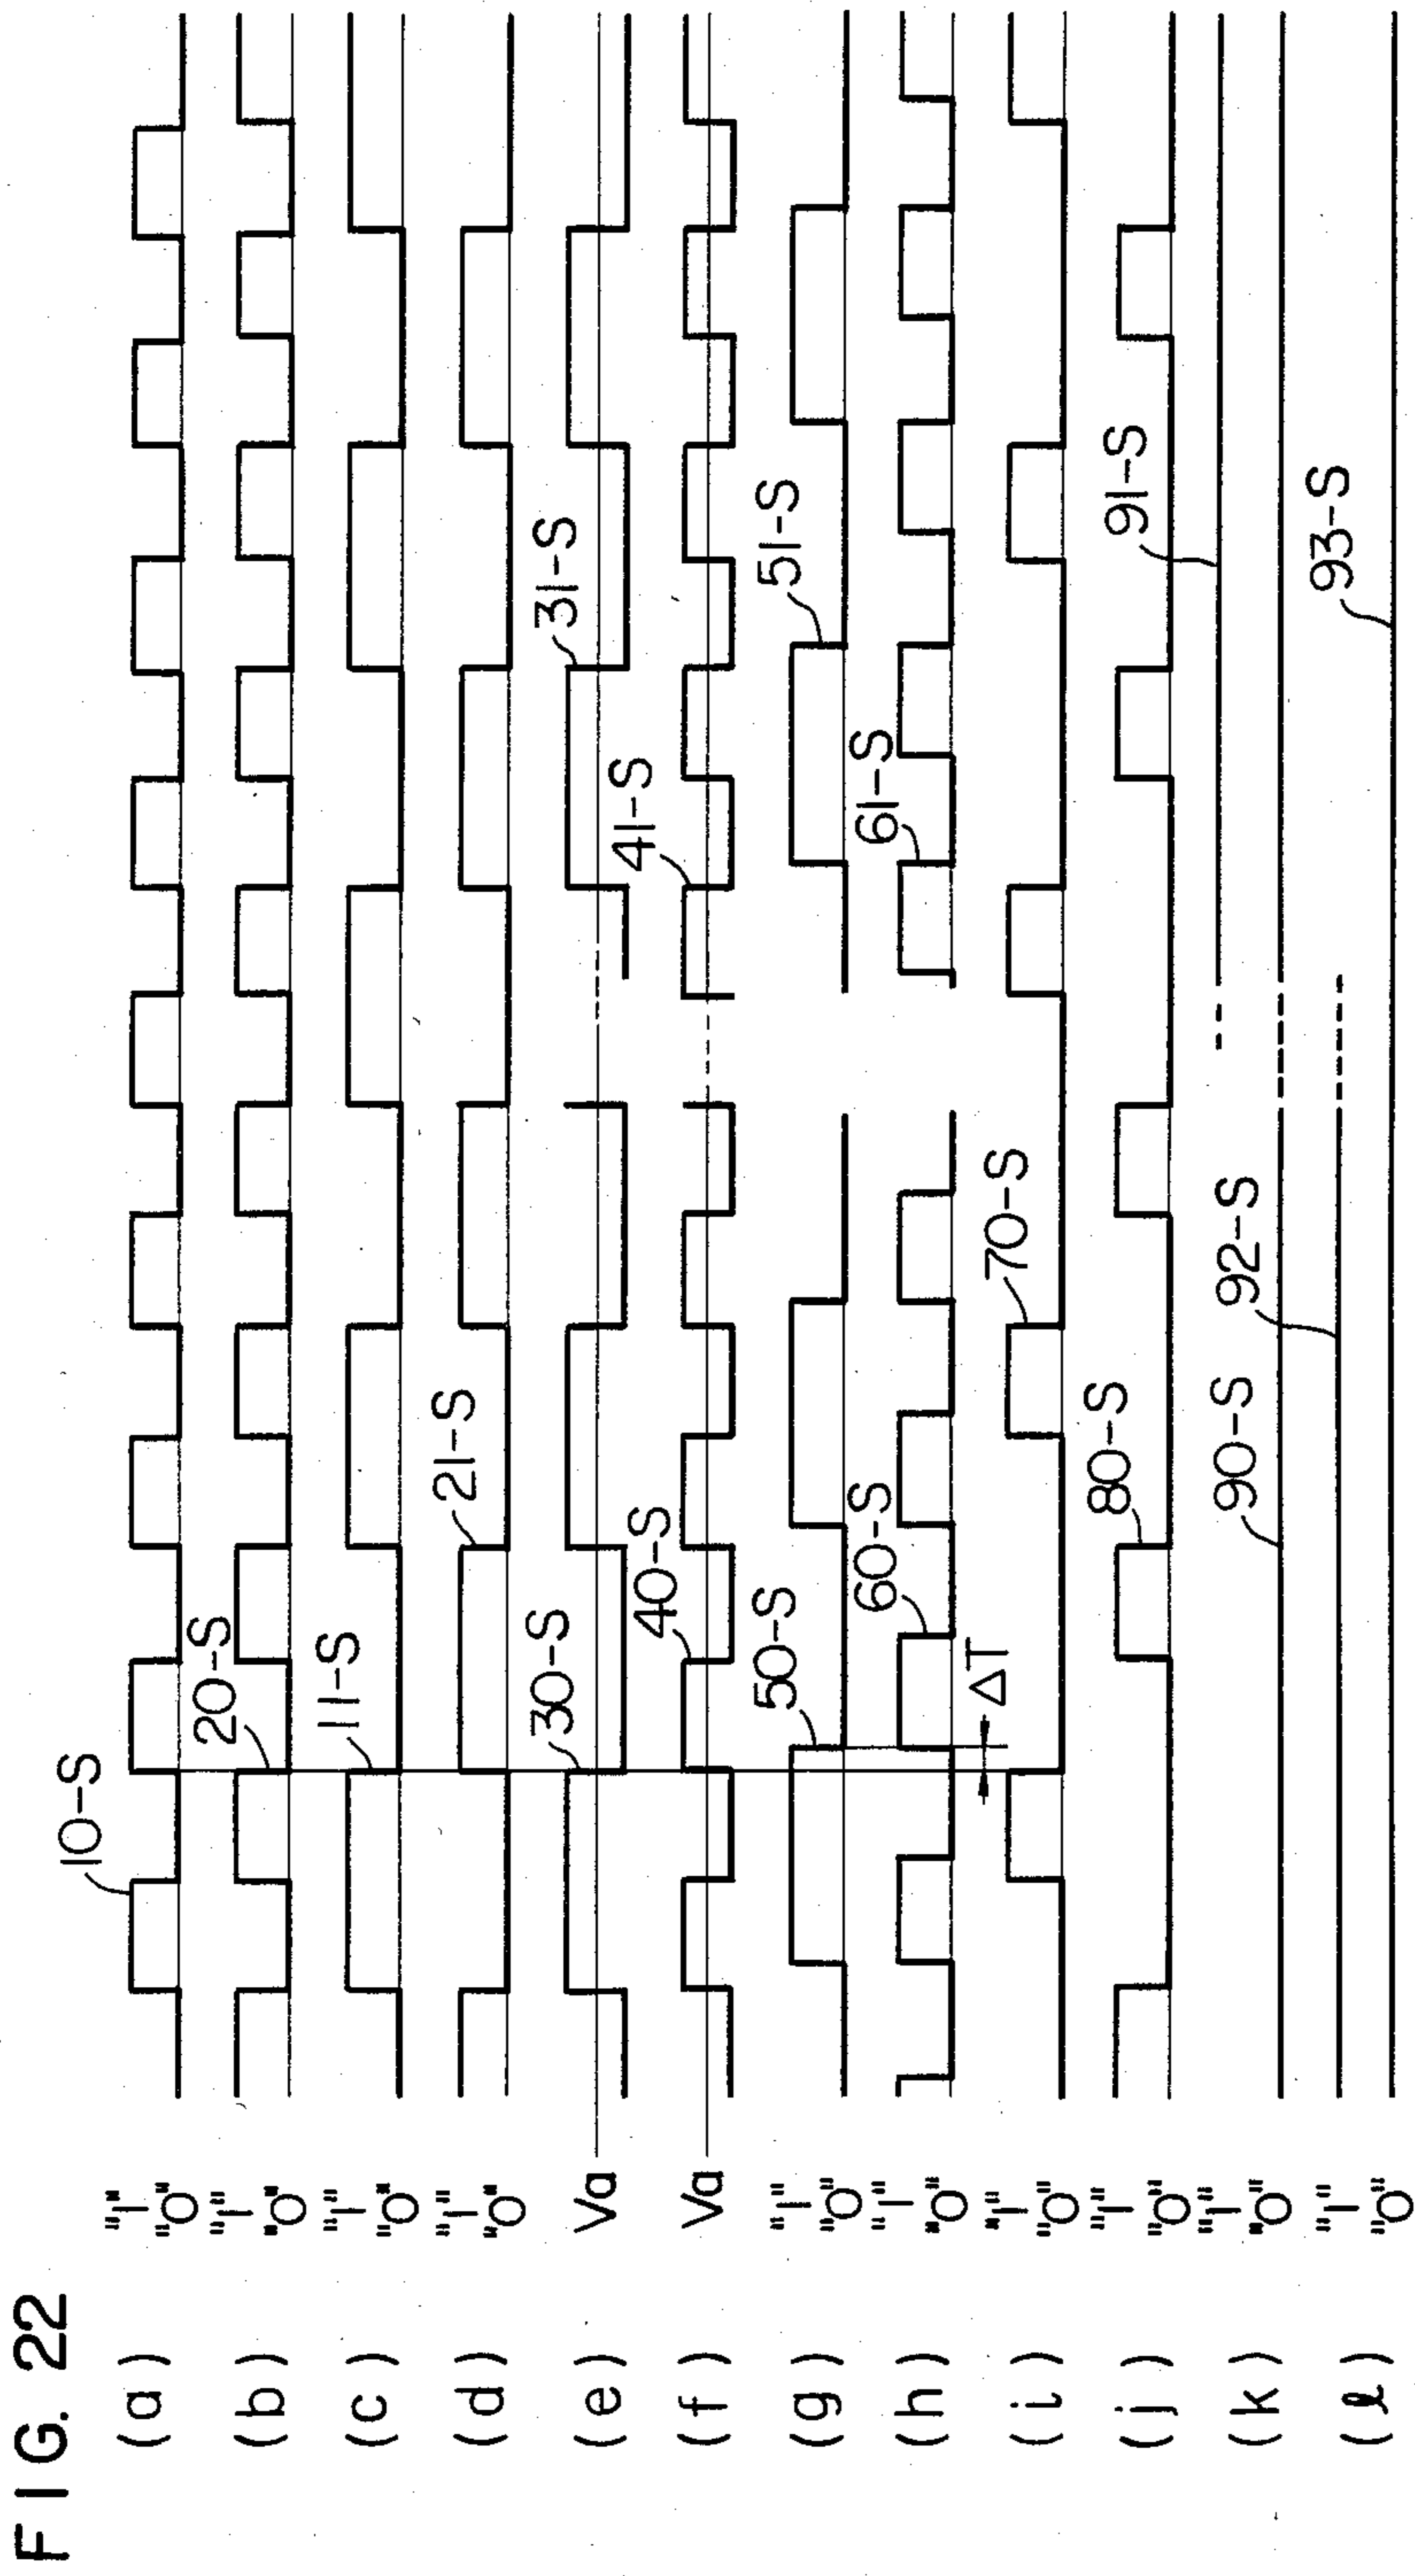 FIG. 22
(a) "1" "0" 10-S
(b) "1" "0" 20-S
(c) "1" "0" 11-S
(d) "1" "0" 21-S
(e) Va 30-S 31-S
(f) Va 40-S 41-S
(g) "1" "0" 50-S 51-S
(h) "1" "0" 60-S 61-S
ΔT
(i) "1" "0" 70-S
(j) "1" "0" 80-S
(k) "1" "0" 90-S 91-S
(l) "1" "0" 92-S 93-S